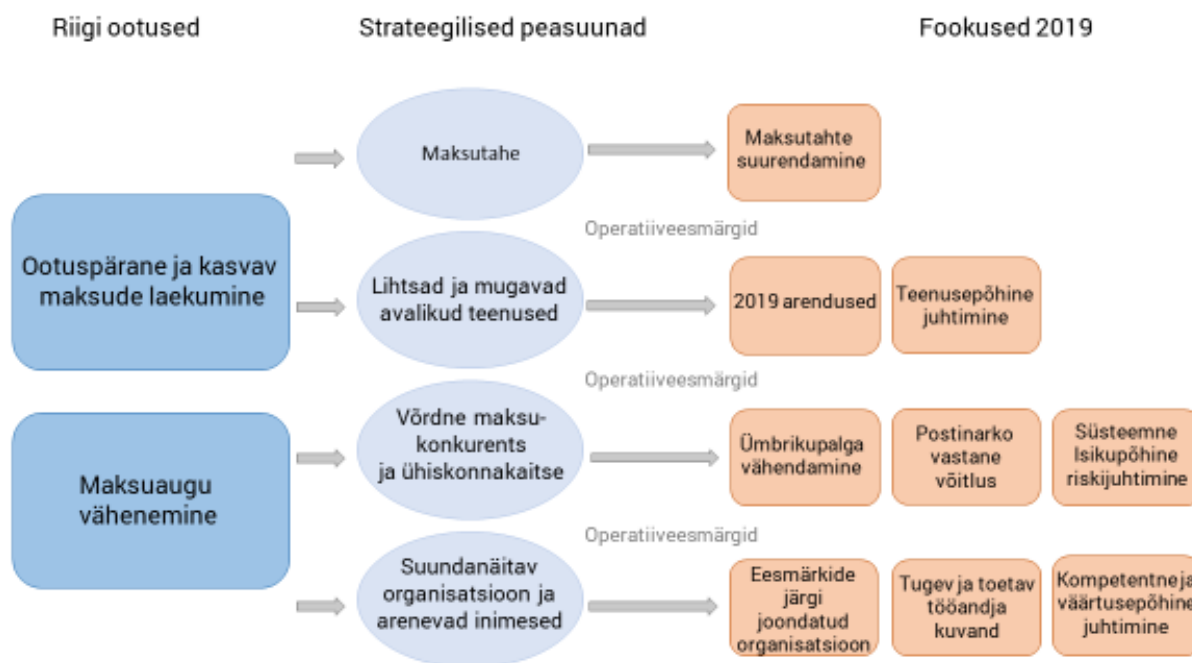 Riigi ootused
Strateegilised peasuunad
Fookused 2019
Ootuspärane ja kasvav
maksude laekumine
Maksuaugu
vähenemine
Maksutahe
Maksutahte
suurendamine
Operatiiveesmärgid
Lihtsad ja mugavad
avalikud teenused
2019 arendused
Teenusepõhine
juhtimine
Operatiiveesmärgid
Võrdne maksu-
konkurents
ja ühiskonnakaitse
Ümbrikupalga
vähendamine
Postinarko
vastane
võitlus
Süsteemne
Isikupõhine
riskijuhtimine
Operatiiveesmärgid
Suundanäitav
organisatsioon ja
arenevad inimesed
Eesmärkide
järgi
joondatud
organisatsioon
Tugev ja toetav
tööandja
kuvand
Kompetentne ja
väärtusepõhine
juhtimine